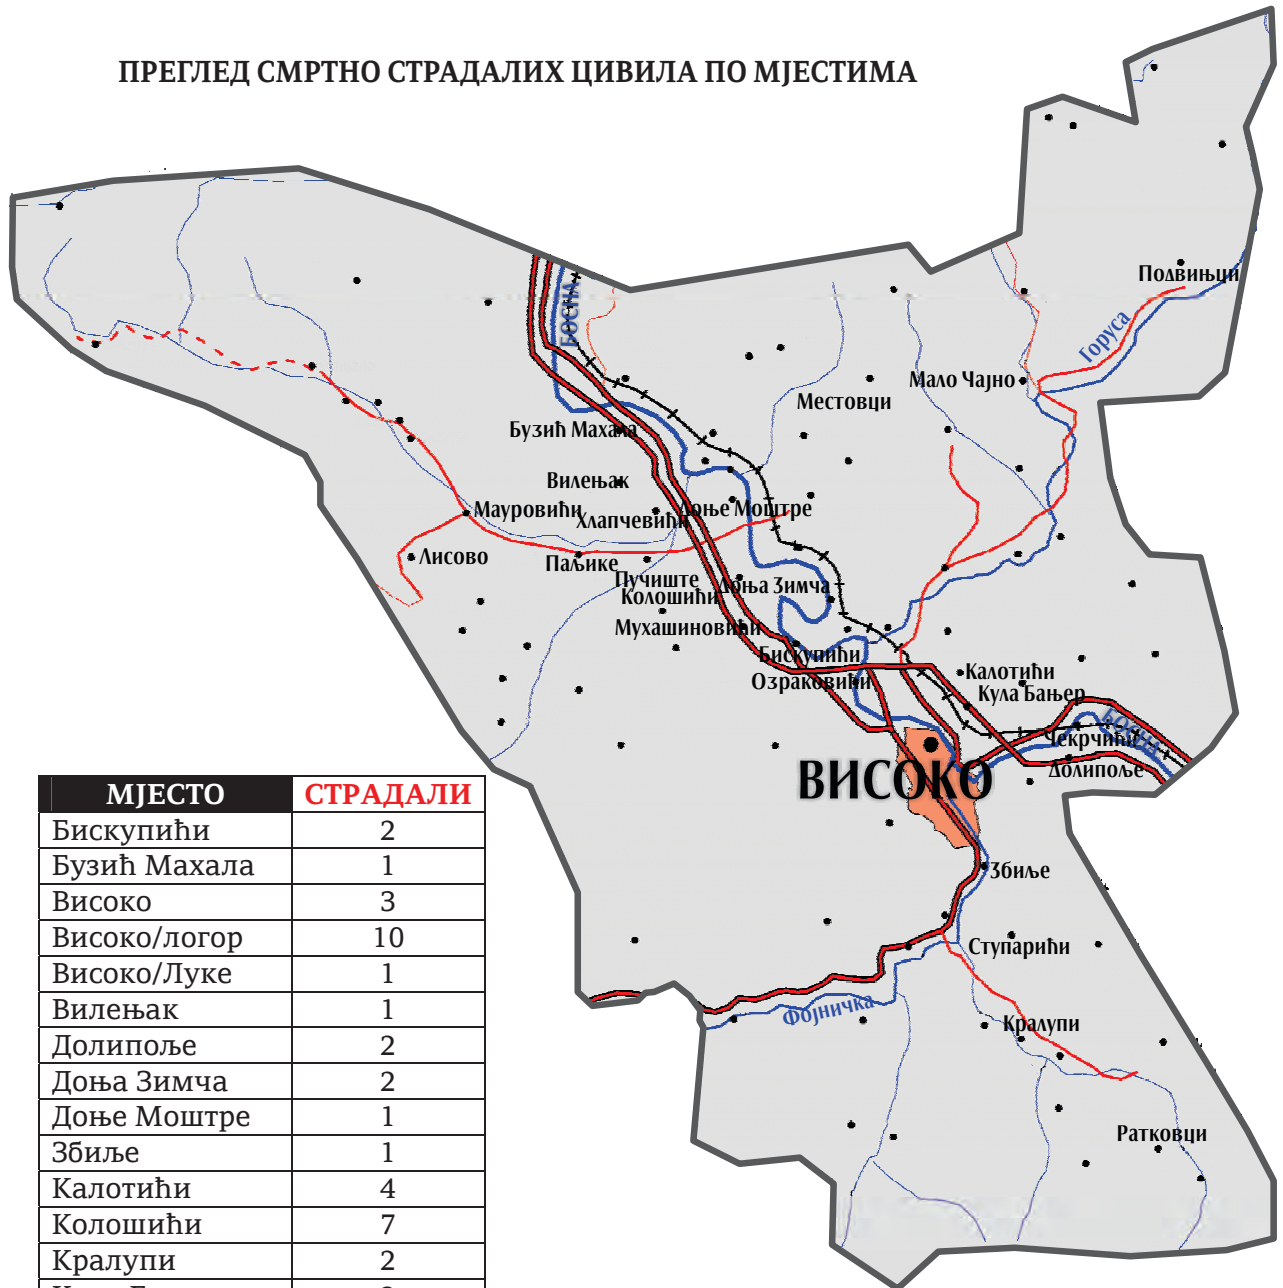 ПРЕГЛЕД СМРТНО СТРАДАЛИХ ЦИВИЛА ПО МЈЕСТИМА
Подвињци
БОСНА
Горуса
Мало Чајно
Местовци
Бузић Махала
Вилењак
Мауровићи
Хлапчевићи
Доње Моштре
Лисово
Паљике
Пучиште
Доња Зимча
Колошићи
Мухашиновићи
Бискупићи
Озраковићи
Калотићи
Кула Бањер
БОСНА
Чекрчићи
Долипоље
ВИСОКО
Збиље
Ступарићи
Фојничка
Кралупи
Ратковци
МЈЕСТО СТРАДАЛИ
Бискупићи 2
Бузић Махала 1
Високо 3
Високо/логор 10
Високо/Луке 1
Вилењак 1
Долипоље 2
Доња Зимча 2
Доње Моштре 1
Збиље 1
Калотићи 4
Колошићи 7
Кралупи 2